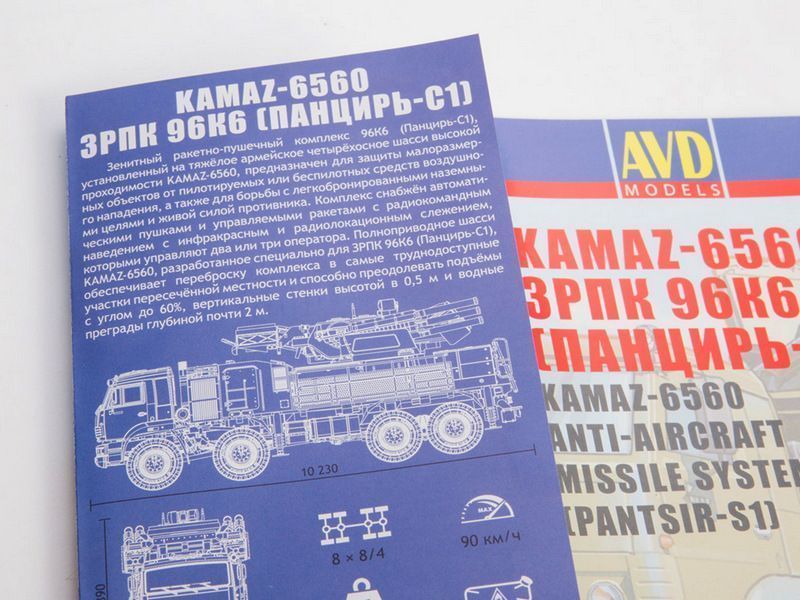 KAMAZ-6560
ЗРПК 96К6 (ПАНЦИРЬ-С1)
Зенитный ракетно-пушечный комплекс 96К6 (Панцирь-С1),
установленный на тяжёлое армейское четырёхосное шасси высокой
проходимости KAMAZ-6560, предназначен для защиты малоразмер-
ных объектов от пилотируемых или беспилотных средств воздушно-
го нападения, а также для борьбы с легкобронированными наземны-
ми целями и живой силой противника. Комплекс снабжён автомати-
ческими пушками и управляемыми ракетами с радиокомандным
наведением с инфракрасным и радиолокационным слежением,
которыми управляют два или три оператора. Полноприводное шасси
KAMAZ-6560, разработанное специально для ЗРПК 96К6 (Панцирь-С1),
обеспечивает переброску комплекса в самые труднодоступные
участки пересечённой местности и способно преодолевать подъёмы
с углом до 60%, вертикальные стенки высотой в 0,5 м и водные
преграды глубиной почти 2 м.
10 230
MAX
8 × 8/4
90 км/ч
AVD
MODELS
KAMAZ-6560
ЗРПК 96К6
(ПАНЦИРЬ-
KAMAZ-6560
ANTI-AIRCRAFT
MISSILE SYSTEM
(PANTSIR-S1)